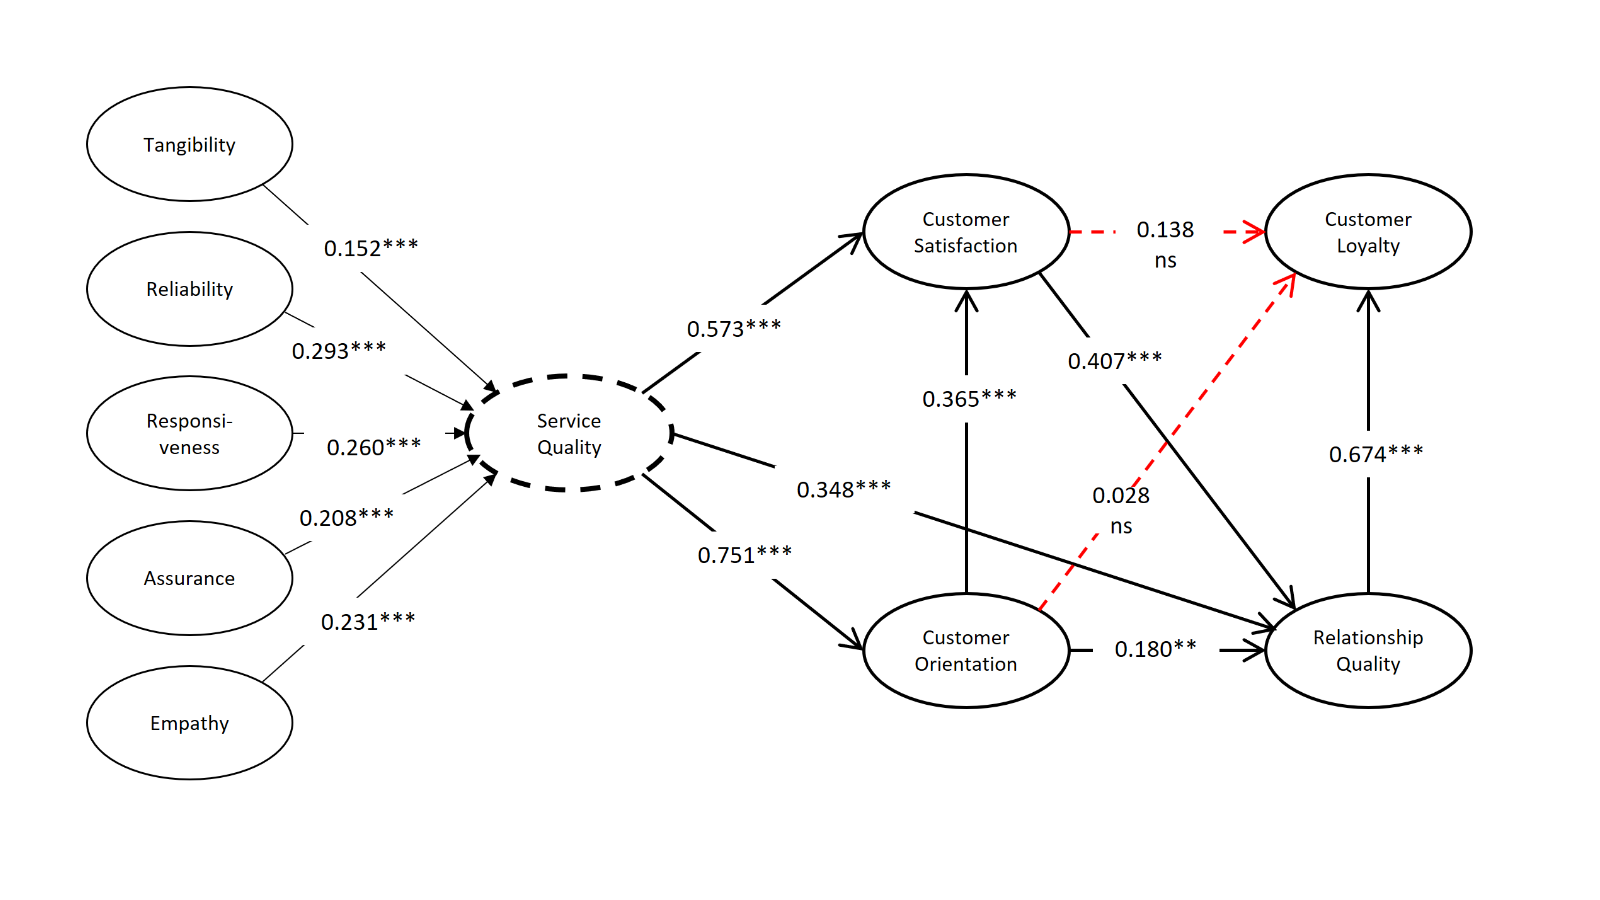 Tangibility
0.152***
Reliability
0.293***
Responsi-
veness
0.260***
0.208***
Assurance
0.231***
Empathy
Service
Quality
0.573***
0.348***
0.751***
Customer
Satisfaction
0.138
ns
Customer
Loyalty
0.365***
0.407***
0.028
ns
0.674***
Customer
Orientation
0.180**
Relationship
Quality